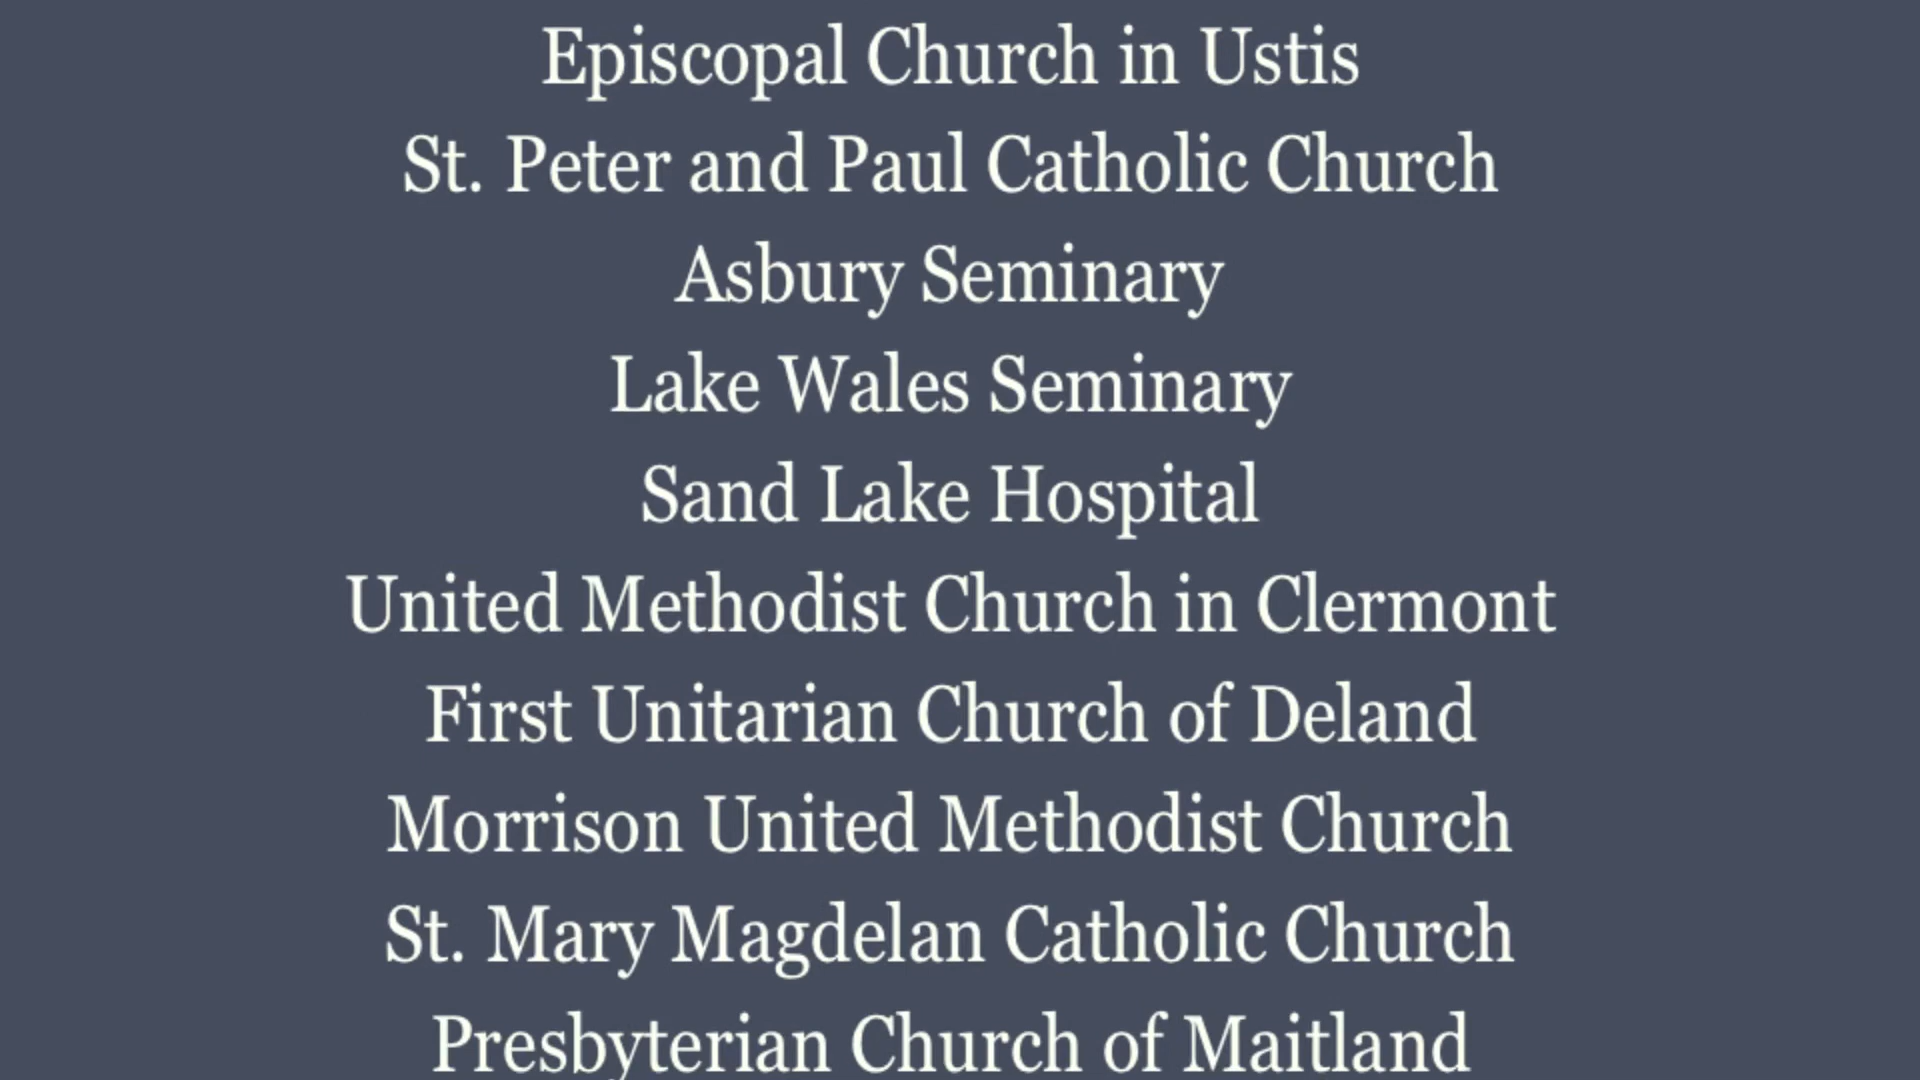 Episcopal Church in Ustis
St. Peter and Paul Catholic Church
Asbury Seminary
Lake Wales Seminary
Sand Lake Hospital
United Methodist Church in Clermont
First Unitarian Church of Deland
Morrison United Methodist Church
St. Mary Magdelan Catholic Church
Presbyterian Church of Maitland